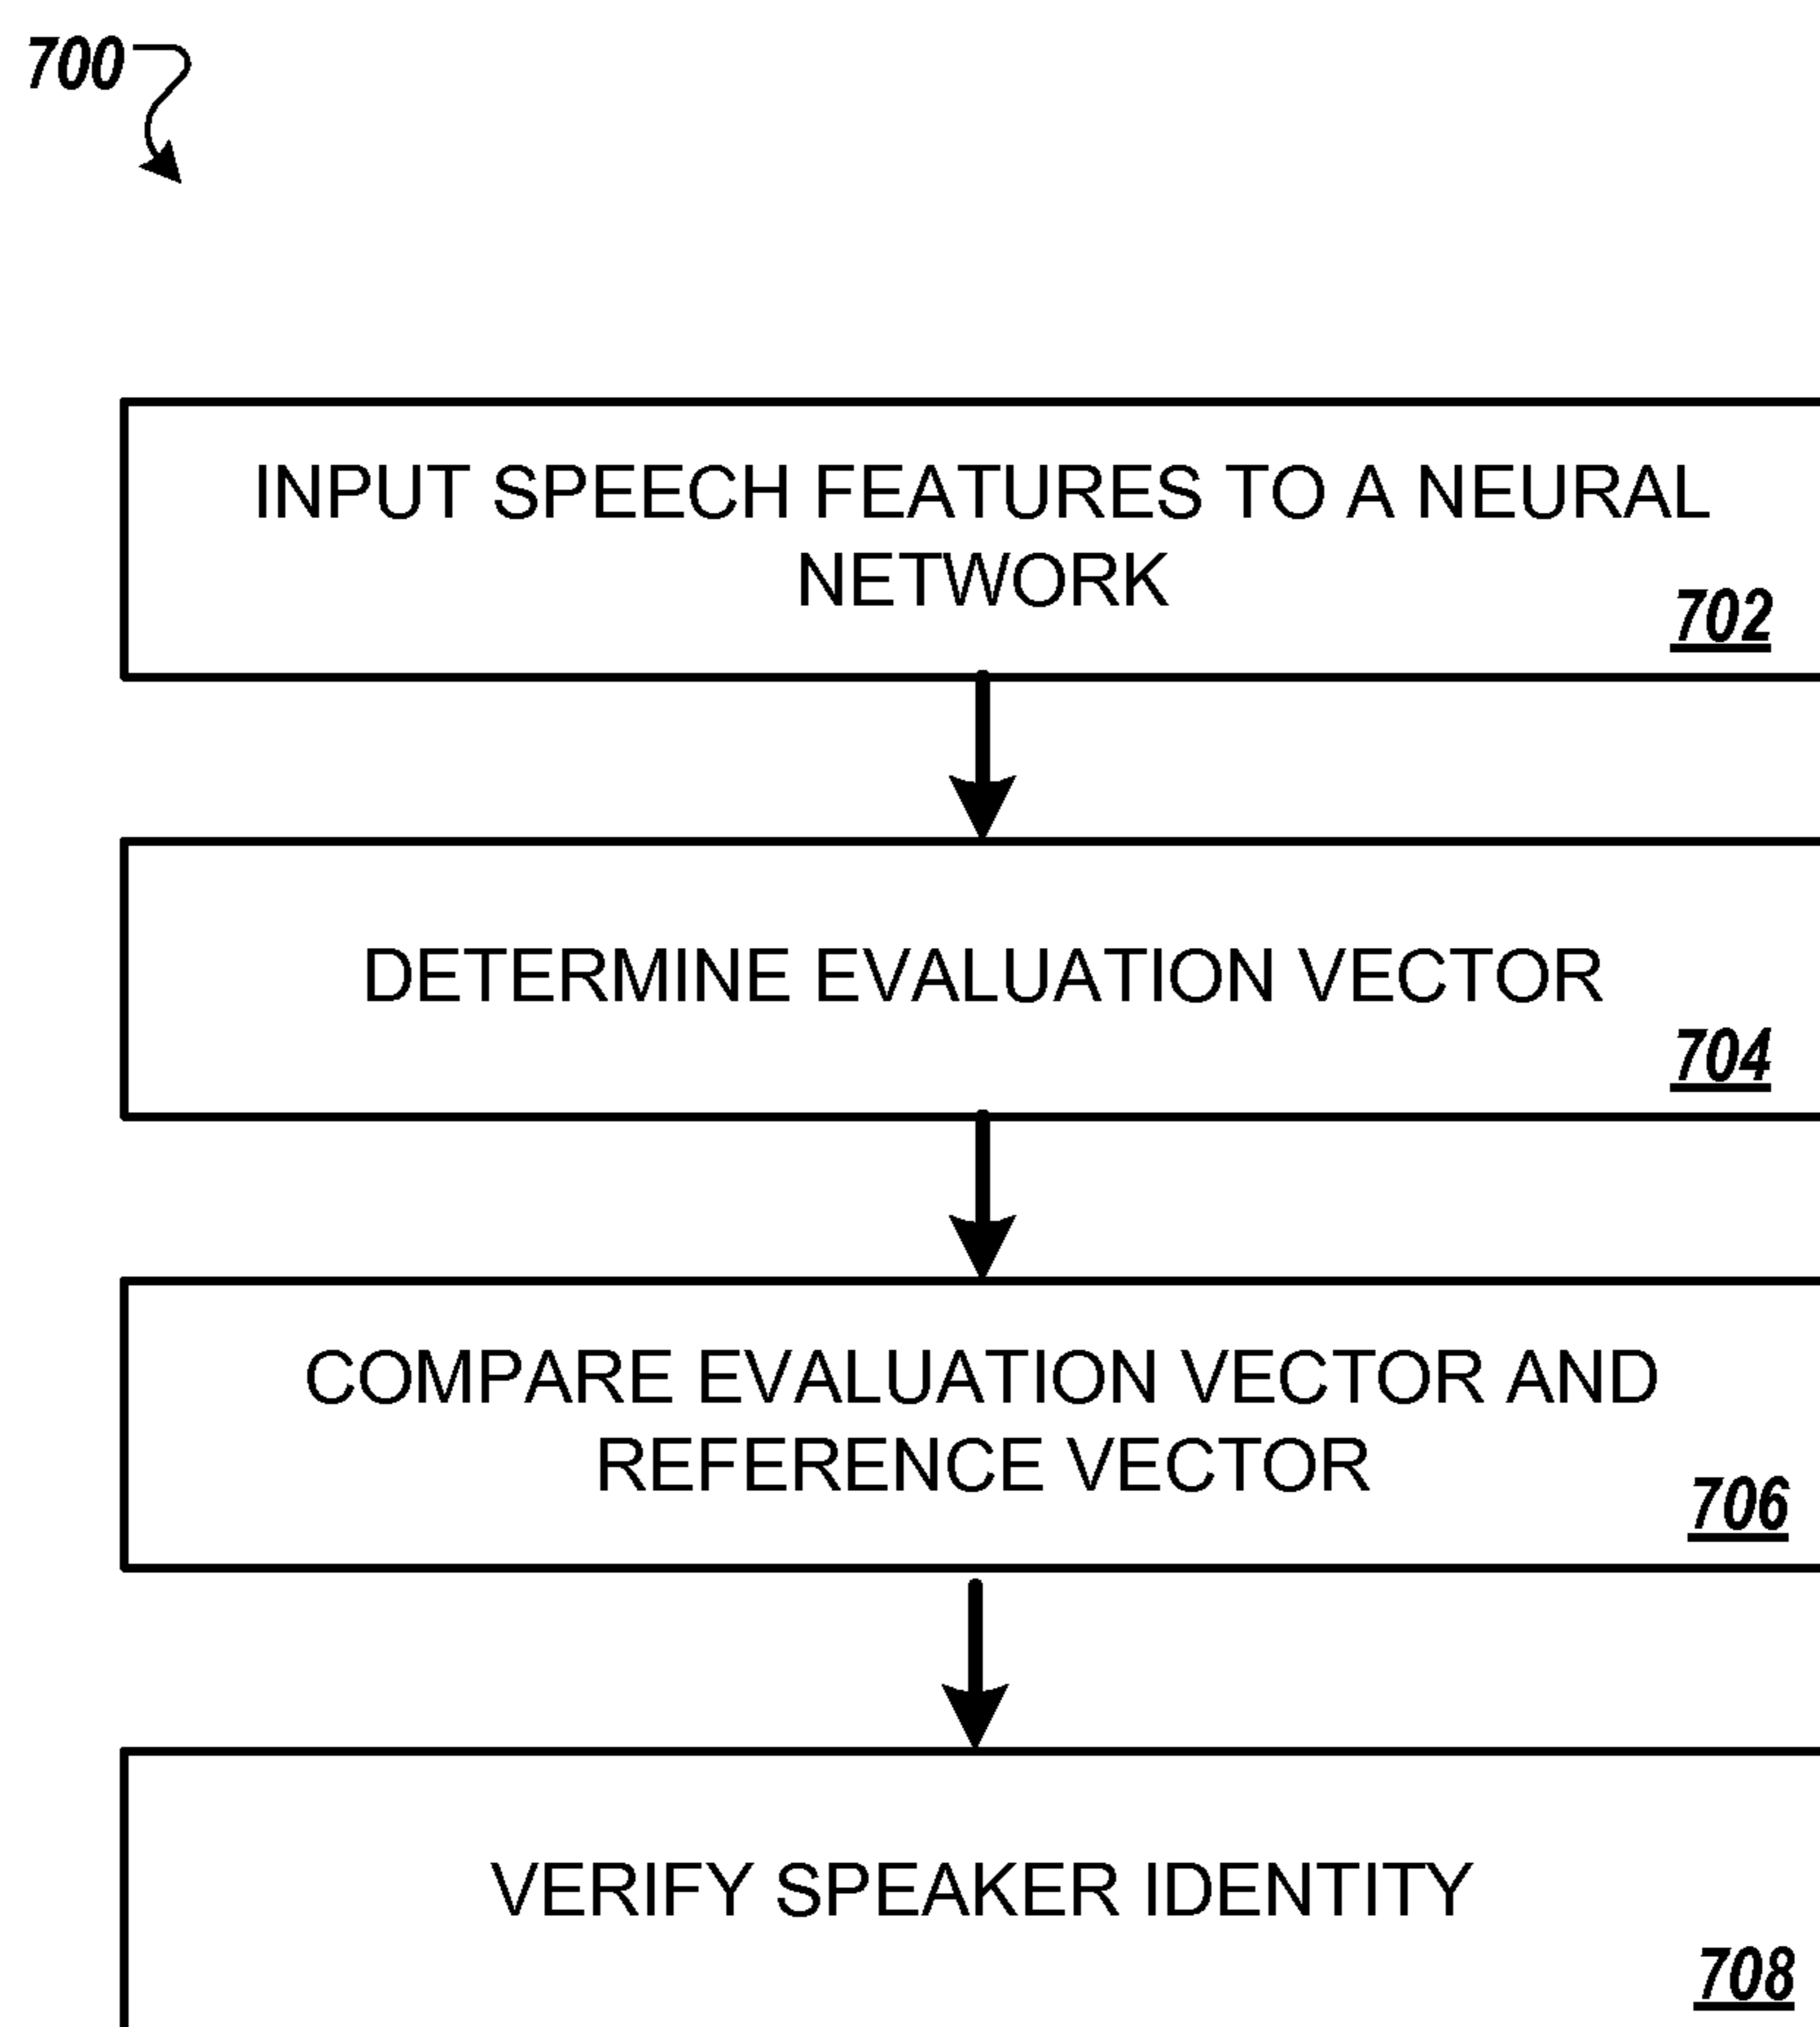 700
INPUT SPEECH FEATURES TO A NEURAL
NETWORK
702
DETERMINE EVALUATION VECTOR
704
COMPARE EVALUATION VECTOR AND
REFERENCE VECTOR
706
VERIFY SPEAKER IDENTITY
708